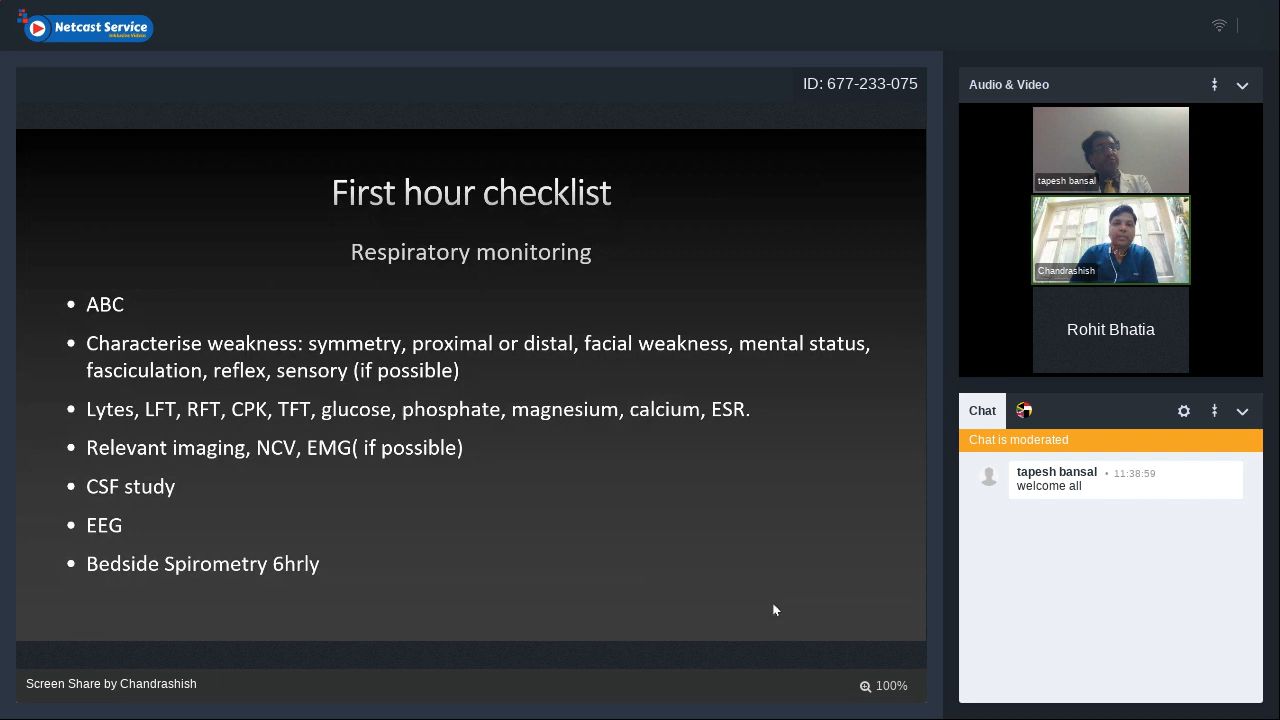 Netcast Service
ID: 677-233-075
First hour checklist
Respiratory monitoring
• ABC
• Characterise weakness: symmetry, proximal or distal, facial weakness, mental status,
fasciculation, reflex, sensory (if possible)
• Lytes, LFT, RFT, CPK, TFT, glucose, phosphate, magnesium, calcium, ESR.
• Relevant imaging, NCV, EMG( if possible)
• CSF study
• EEG
• Bedside Spirometry 6hrly
Screen Share by Chandrashish
100%
Audio & Video
tapesh bansal
Chandrashish
Rohit Bhatia
Chat
Chat is moderated
tapesh bansal • 11:38:59
welcome all